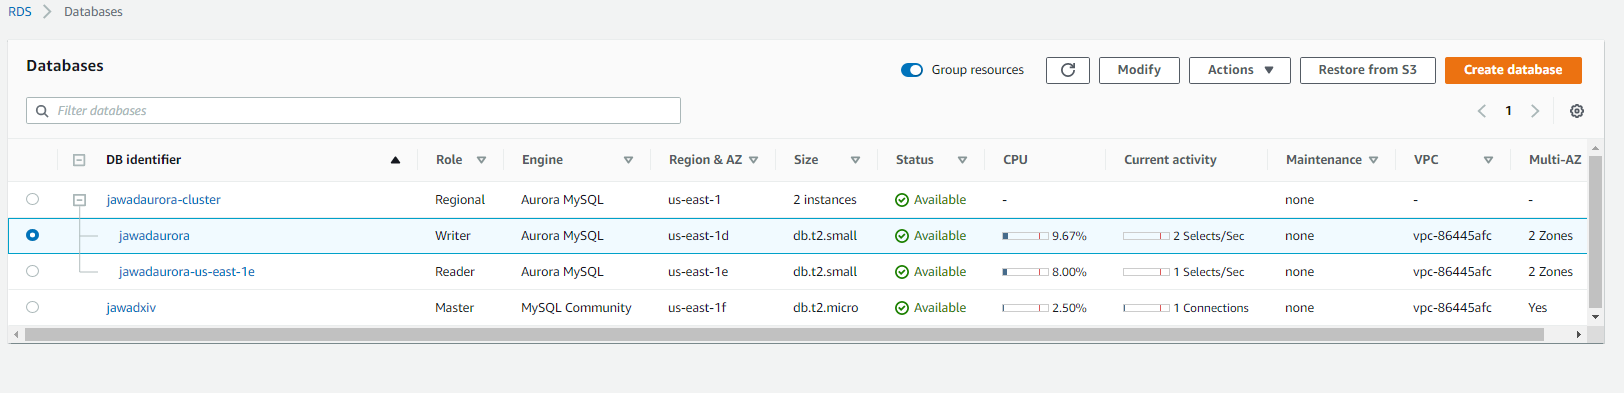 RDS > Databases
Databases Group resources Modify Actions Restore from S3 Create database
Filter databases 1
DB identifier Role Engine Region & AZ Size Status CPU Current activity Maintenance VPC Multi-AZ
jawadaurora-cluster Regional Aurora MySQL us-east-1 2 instances Available - none - -
jawadaurora Writer Aurora MySQL us-east-1d db.t2.small Available 9.67% 2 Selects/Sec none vpc-86445afc 2 Zones
jawadaurora-us-east-1e Reader Aurora MySQL us-east-1e db.t2.small Available 8.00% 1 Selects/Sec none vpc-86445afc 2 Zones
jawadxiv Master MySQL Community us-east-1f db.t2.micro Available 2.50% 1 Connections none vpc-86445afc Yes